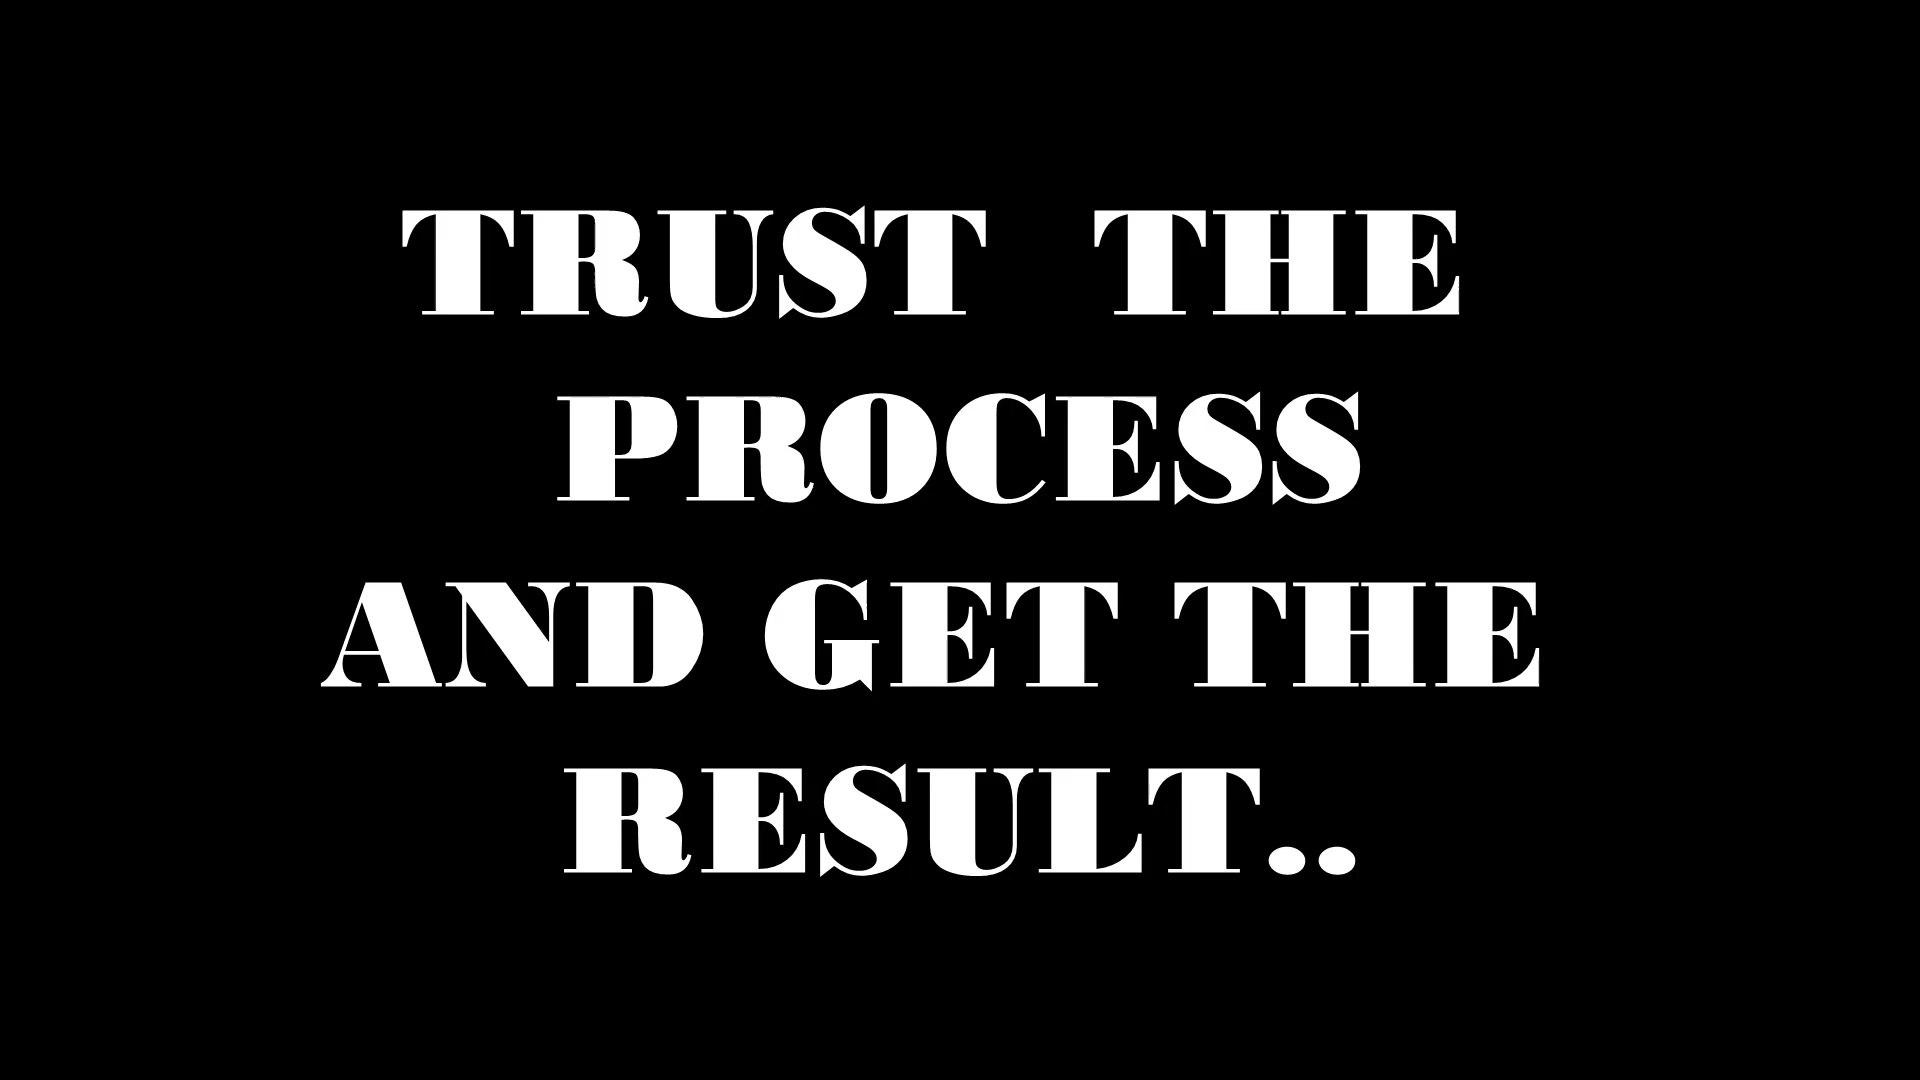 TRUST  THE
PROCESS
AND GET THE
RESULT..